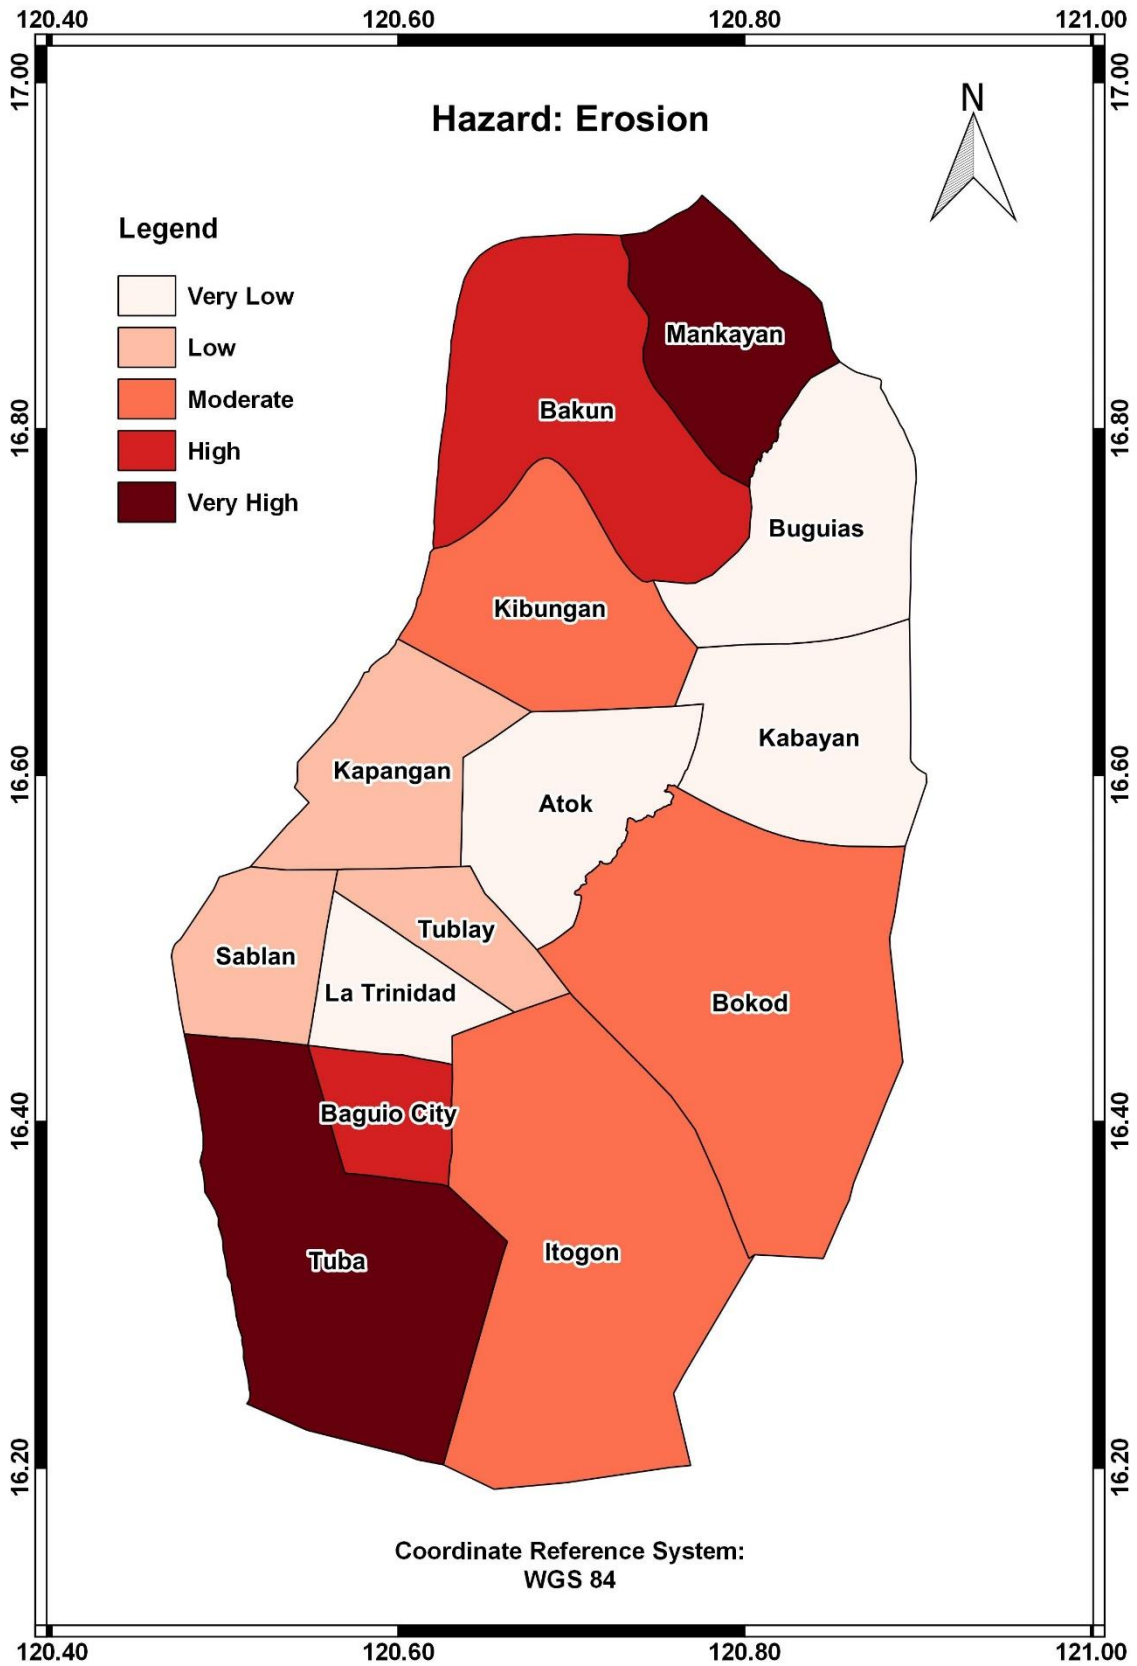 120.40 120.60 120.80 121.00
17.00 17.00
Hazard: Erosion
N
Legend
Very Low
Low
Moderate
High
Very High
Mankayan
Bakun
16.80 16.80
Buguias
Kibungan
Kabayan
Kapangan
16.60 16.60
Atok
Tublay
Sablan
La Trinidad
Bokod
Baguio City
16.40 16.40
Itogon
Tuba
16.20 16.20
Coordinate Reference System:
WGS 84
120.40 120.60 120.80 121.00